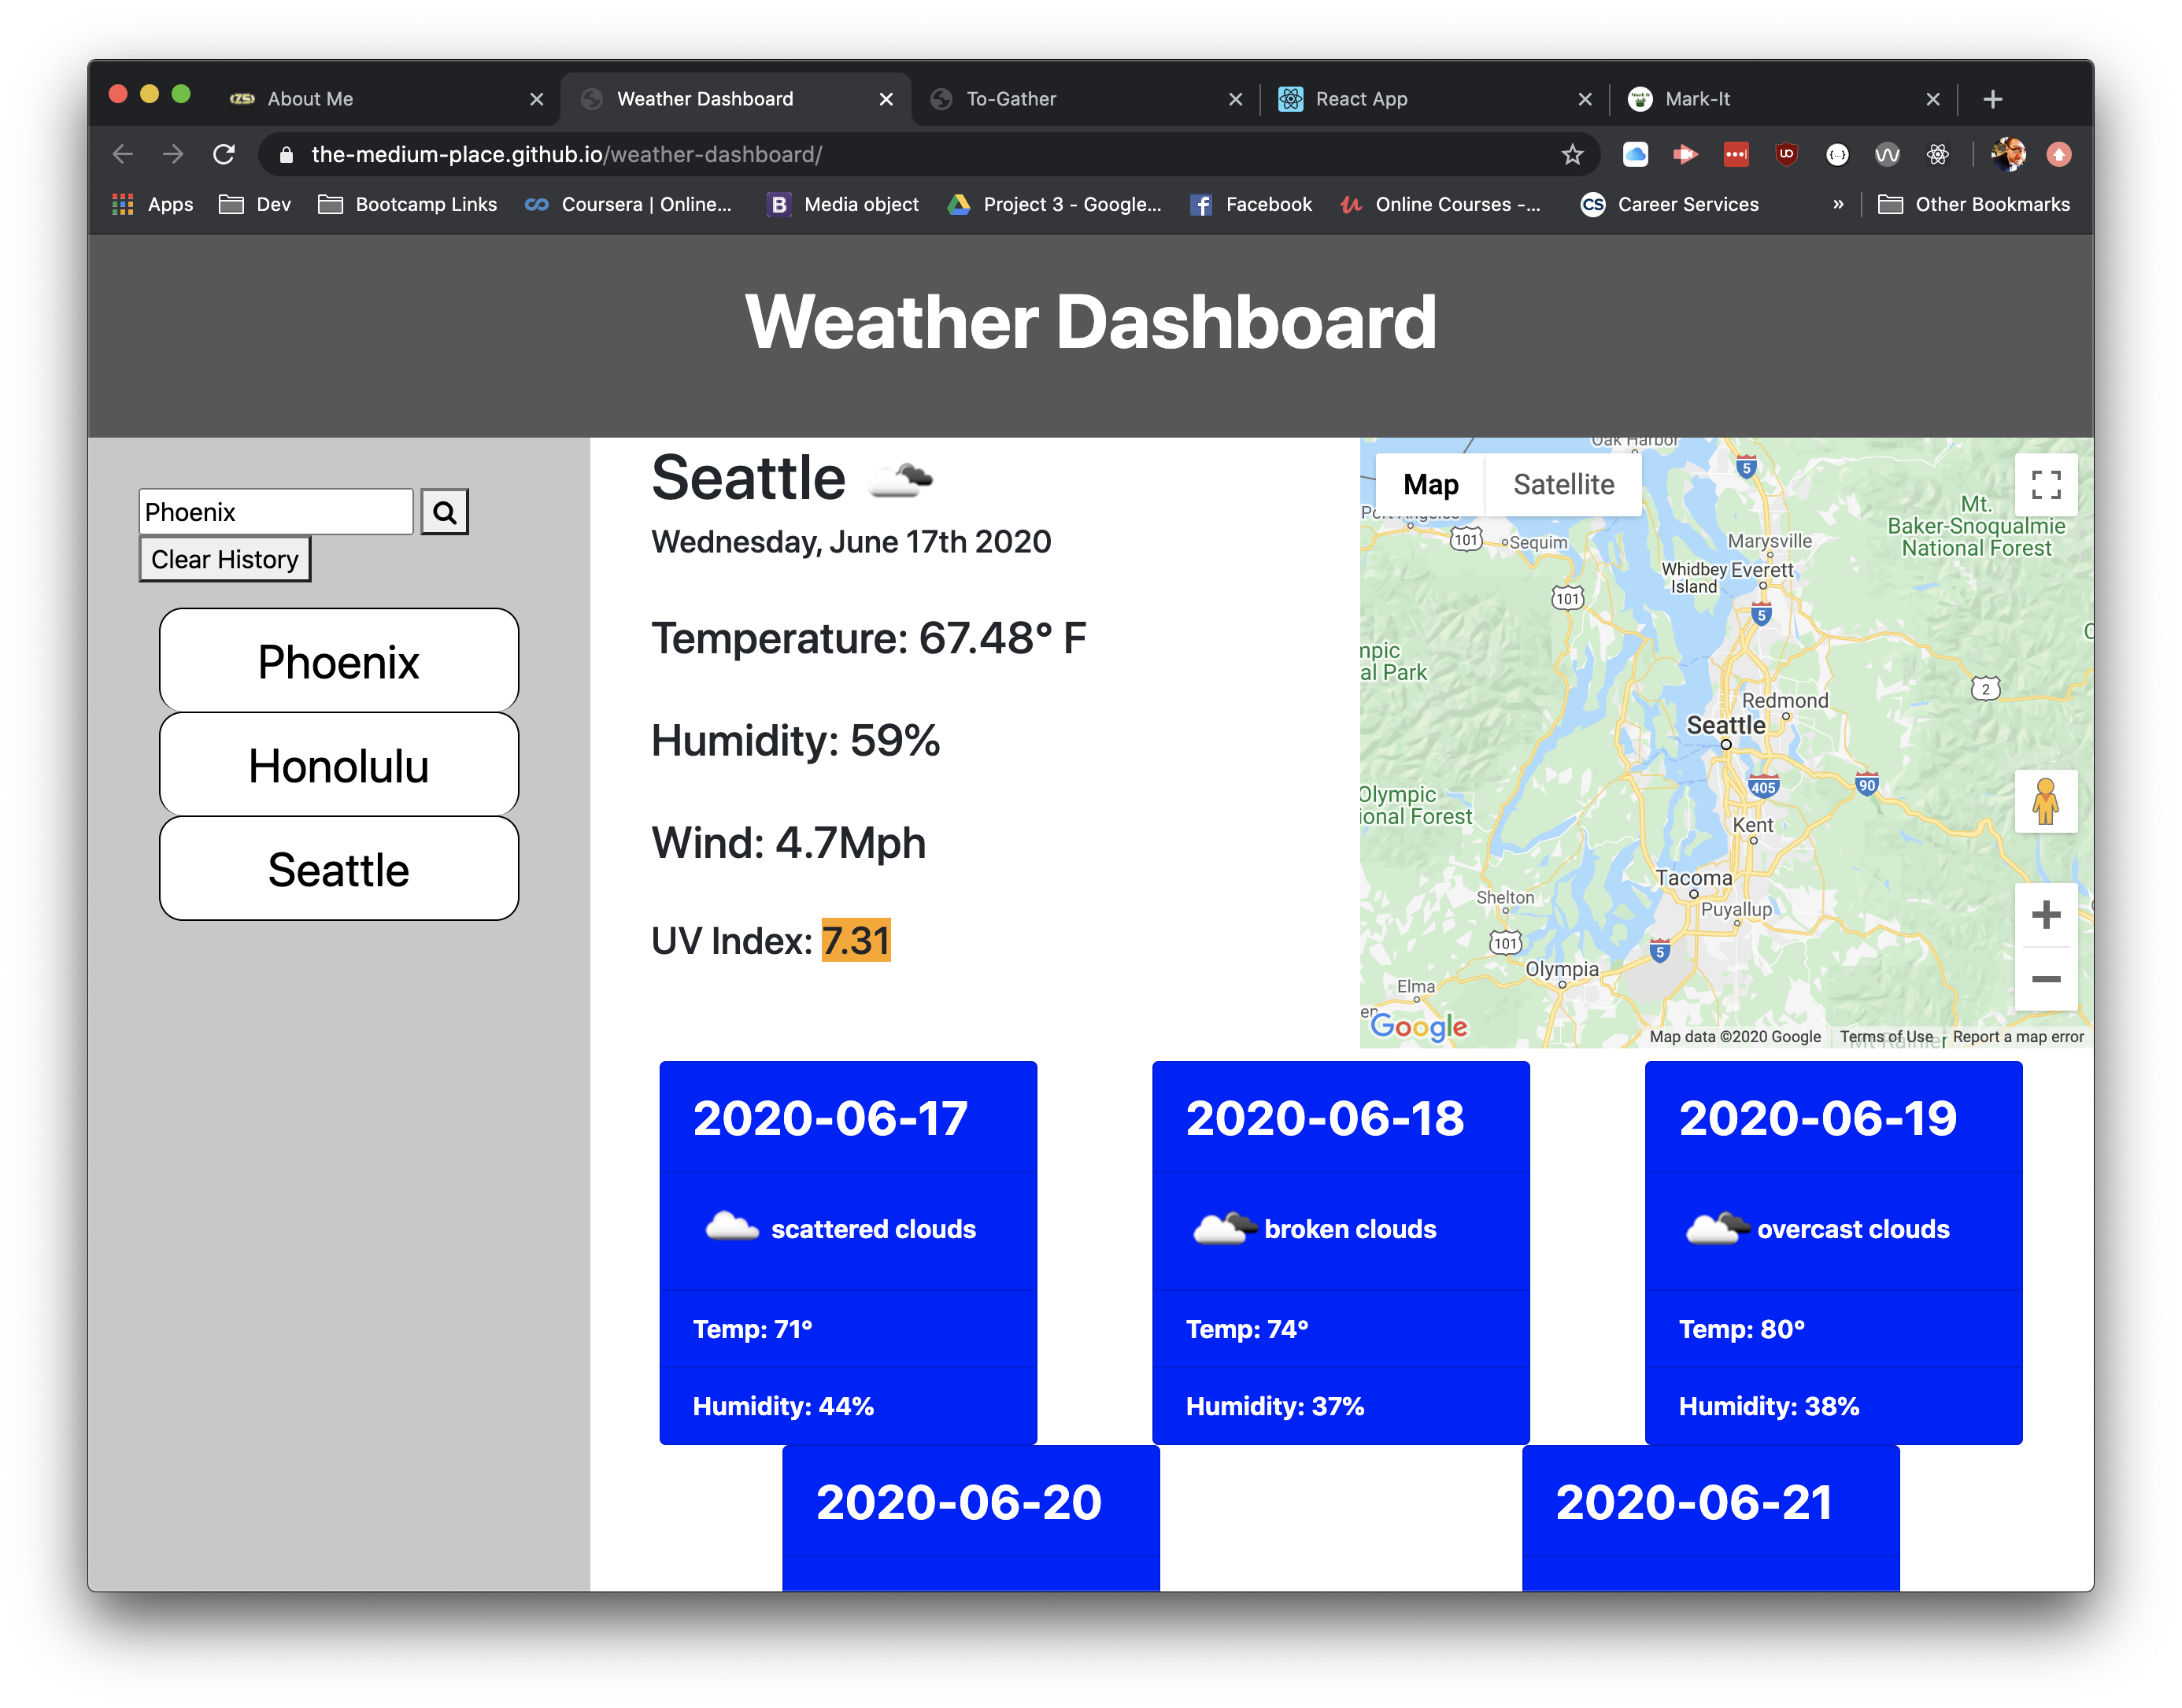 About Me
Weather Dashboard
To-Gather
React App
Mark-It
the-medium-place.github.io/weather-dashboard/
Apps
Dev
Bootcamp Links
Coursera | Online...
Media object
Project 3 - Google...
Facebook
Online Courses -...
CS Career Services
»
Other Bookmarks
Weather Dashboard
Phoenix
Clear History
Phoenix
Honolulu
Seattle
Seattle
Wednesday, June 17th 2020
Temperature: 67.48° F
Humidity: 59%
Wind: 4.7Mph
UV Index: 7.31
Map
Satellite
Oak Harbor
Port Angeles
101
Sequim
5
Mt.
Baker-Snoqualmie
National Forest
Marysville
Whidbey
Island
Everett
101
5
mpic
al Park
Redmond
2
Seattle
405
90
Olympic
ional Forest
Kent
Tacoma
Shelton
Puyallup
101
5
Olympia
Elma
Google
Map data ©2020 Google
Terms of Use
Report a map error
2020-06-17
scattered clouds
Temp: 71°
Humidity: 44%
2020-06-18
broken clouds
Temp: 74°
Humidity: 37%
2020-06-19
overcast clouds
Temp: 80°
Humidity: 38%
2020-06-20
2020-06-21